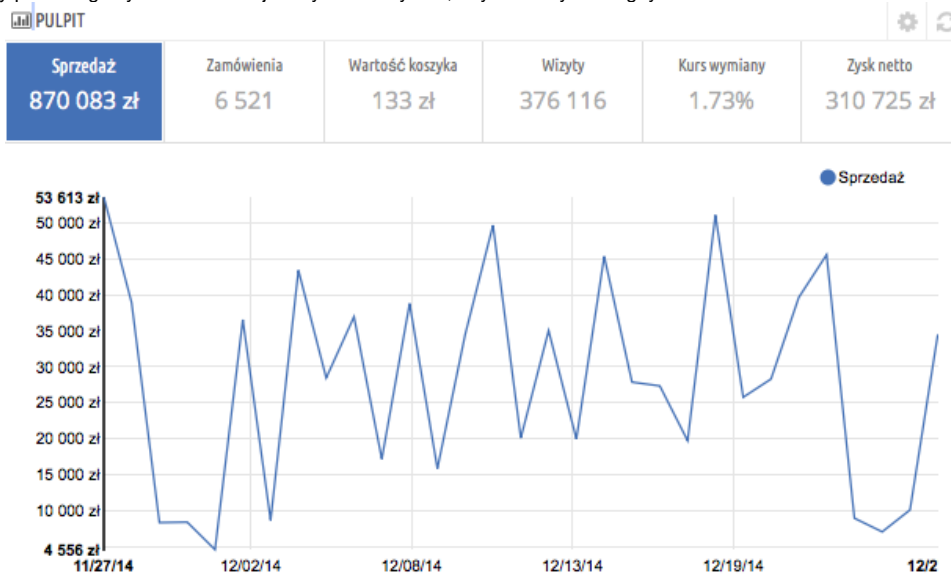 PULPIT
Sprzedaż Zamówienia Wartość koszyka Wizyty Kurs wymiany Zysk netto
870 083 zł 6 521 133 zł 376 116 1.73% 310 725 zł
Sprzedaż
53 613 zł
50 000 zł
45 000 zł
40 000 zł
35 000 zł
30 000 zł
25 000 zł
20 000 zł
15 000 zł
10 000 zł
4 556 zł
11/27/14 12/02/14 12/08/14 12/13/14 12/19/14 12/2